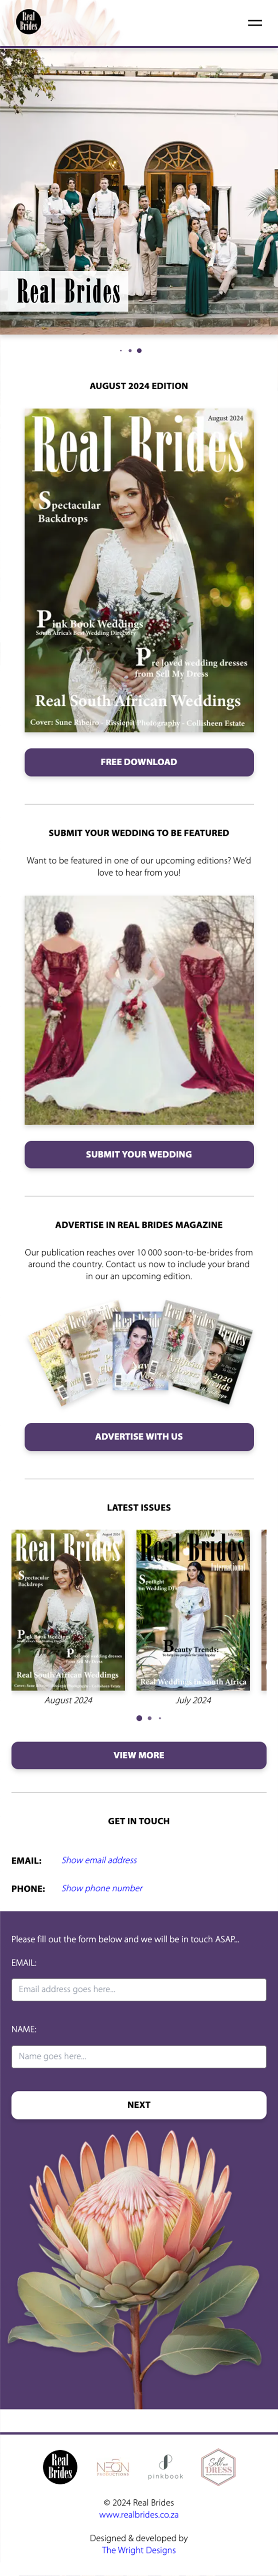 Real
Brides
Real Brides
AUGUST 2024 EDITION
August 2024
Real Brides
Spectacular
Backdrops
Pink Book Weddings
South Africa's Best Wedding Directory
Pre loved wedding dresses
from Sell My Dress
Real South African Weddings
Cover: Sune Ribeiro - Rissiepit Photography - Cullisheen Estate
FREE DOWNLOAD
SUBMIT YOUR WEDDING TO BE FEATURED
Want to be featured in one of our upcoming editions? We'd
love to hear from you!
SUBMIT YOUR WEDDING
ADVERTISE IN REAL BRIDES MAGAZINE
Our publication reaches over 10 000 soon-to-be-brides from
around the country. Contact us now to include your brand
in our an upcoming edition.
ADVERTISE WITH US
LATEST ISSUES
Real Brides
Spectacular
Backdrops
Real South African Weddings
August 2024
Real Brides
International
Spotlight
on Wedding DJ's
Beauty Trends:
Real Weddings in South Africa
July 2024
VIEW MORE
GET IN TOUCH
EMAIL: Show email address
PHONE: Show phone number
Please fill out the form below and we will be in touch ASAP...
EMAIL:
Email address goes here...
NAME:
Name goes here...
NEXT
Real
Brides
NEON
pinkbook
Sell my
DRESS
© 2024 Real Brides
www.realbrides.co.za
Designed & developed by
The Wright Designs